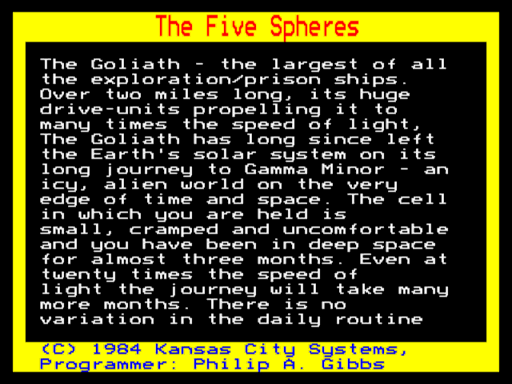 The Five Spheres
The Goliath - the largest of all
the exploration/prison ships.
Over two miles long, its huge
drive-units propelling it to
many times the speed of light,
The Goliath has long since left
the Earth's solar system on its
long journey to Gamma Minor - an
icy, alien world on the very
edge of time and space. The cell
in which you are held is
small, cramped and uncomfortable
and you have been in deep space
for almost three months. Even at
twenty times the speed of
light the journey will take many
more months. There is no
variation in the daily routine
(C) 1984 Kansas City Systems,
Programmer: Philip A. Gibbs